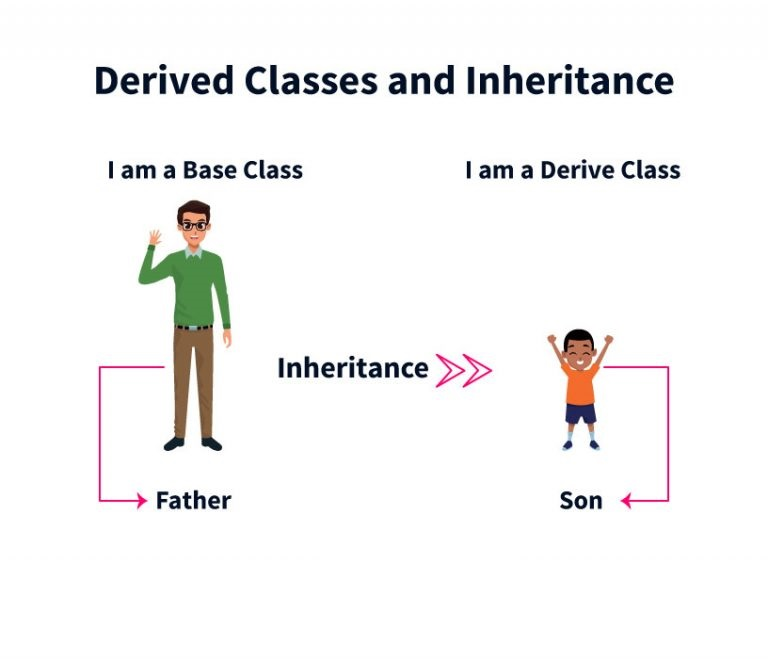 Derived Classes and Inheritance
I am a Base Class
I am a Derive Class
Inheritance
Father
Son